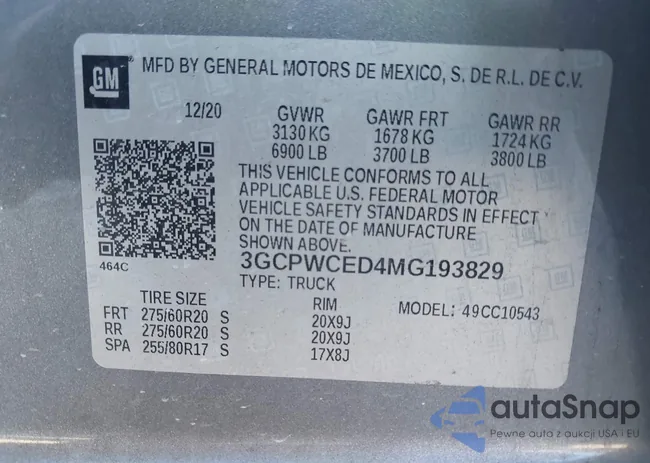 GM
MFD BY GENERAL MOTORS DE MEXICO, S. DE R.L. DE C.V.
12/20 GVWR GAWR FRT GAWR RR
3130 KG 1678 KG 1724 KG
6900 LB 3700 LB 3800 LB
THIS VEHICLE CONFORMS TO ALL
APPLICABLE U.S. FEDERAL MOTOR
VEHICLE SAFETY STANDARDS IN EFFECT
ON THE DATE OF MANUFACTURE
SHOWN ABOVE.
464C
3GCPWCED4MG193829
TYPE: TRUCK
TIRE SIZE RIM MODEL: 49CC10543
FRT 275/60R20 S 20X9J
RR 275/60R20 S 20X9J
SPA 255/80R17 S 17X8J
autaSnap
Pewne auta z aukcji USA i EU